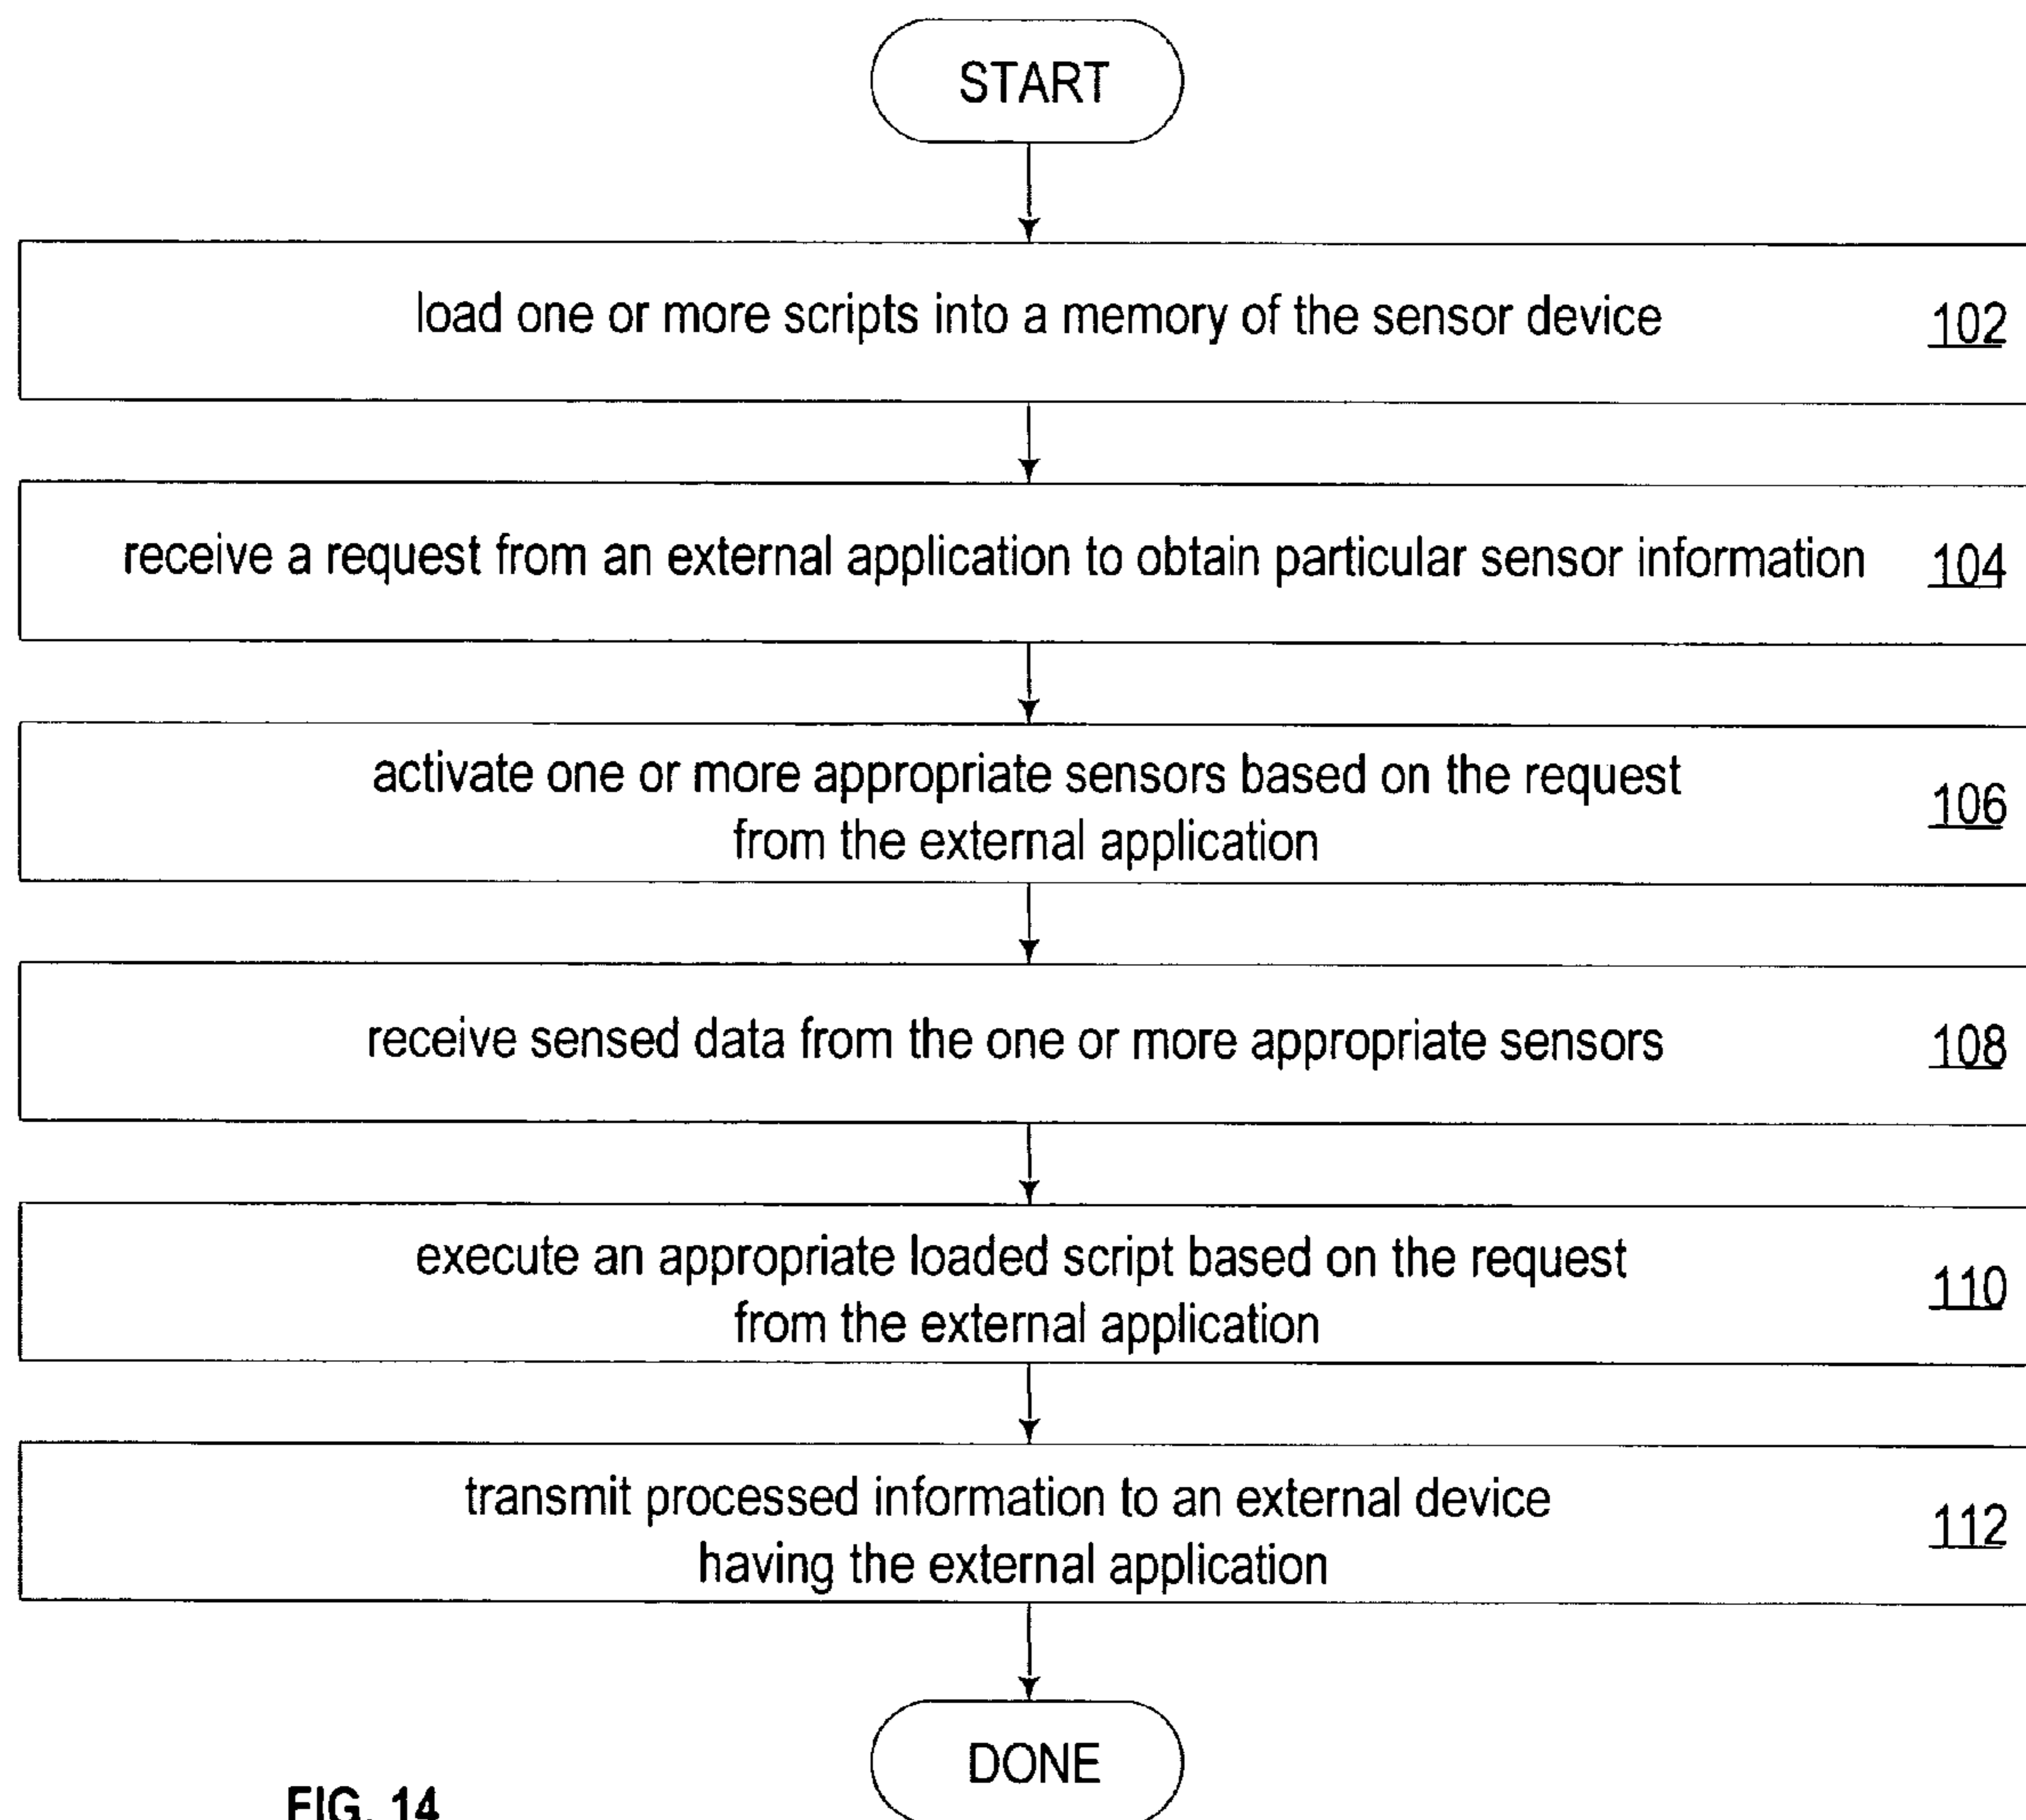 START
load one or more scripts into a memory of the sensor device 102
receive a request from an external application to obtain particular sensor information 104
activate one or more appropriate sensors based on the request
from the external application
106
receive sensed data from the one or more appropriate sensors 108
execute an appropriate loaded script based on the request
from the external application
110
transmit processed information to an external device
having the external application
112
DONE
FIG. 14